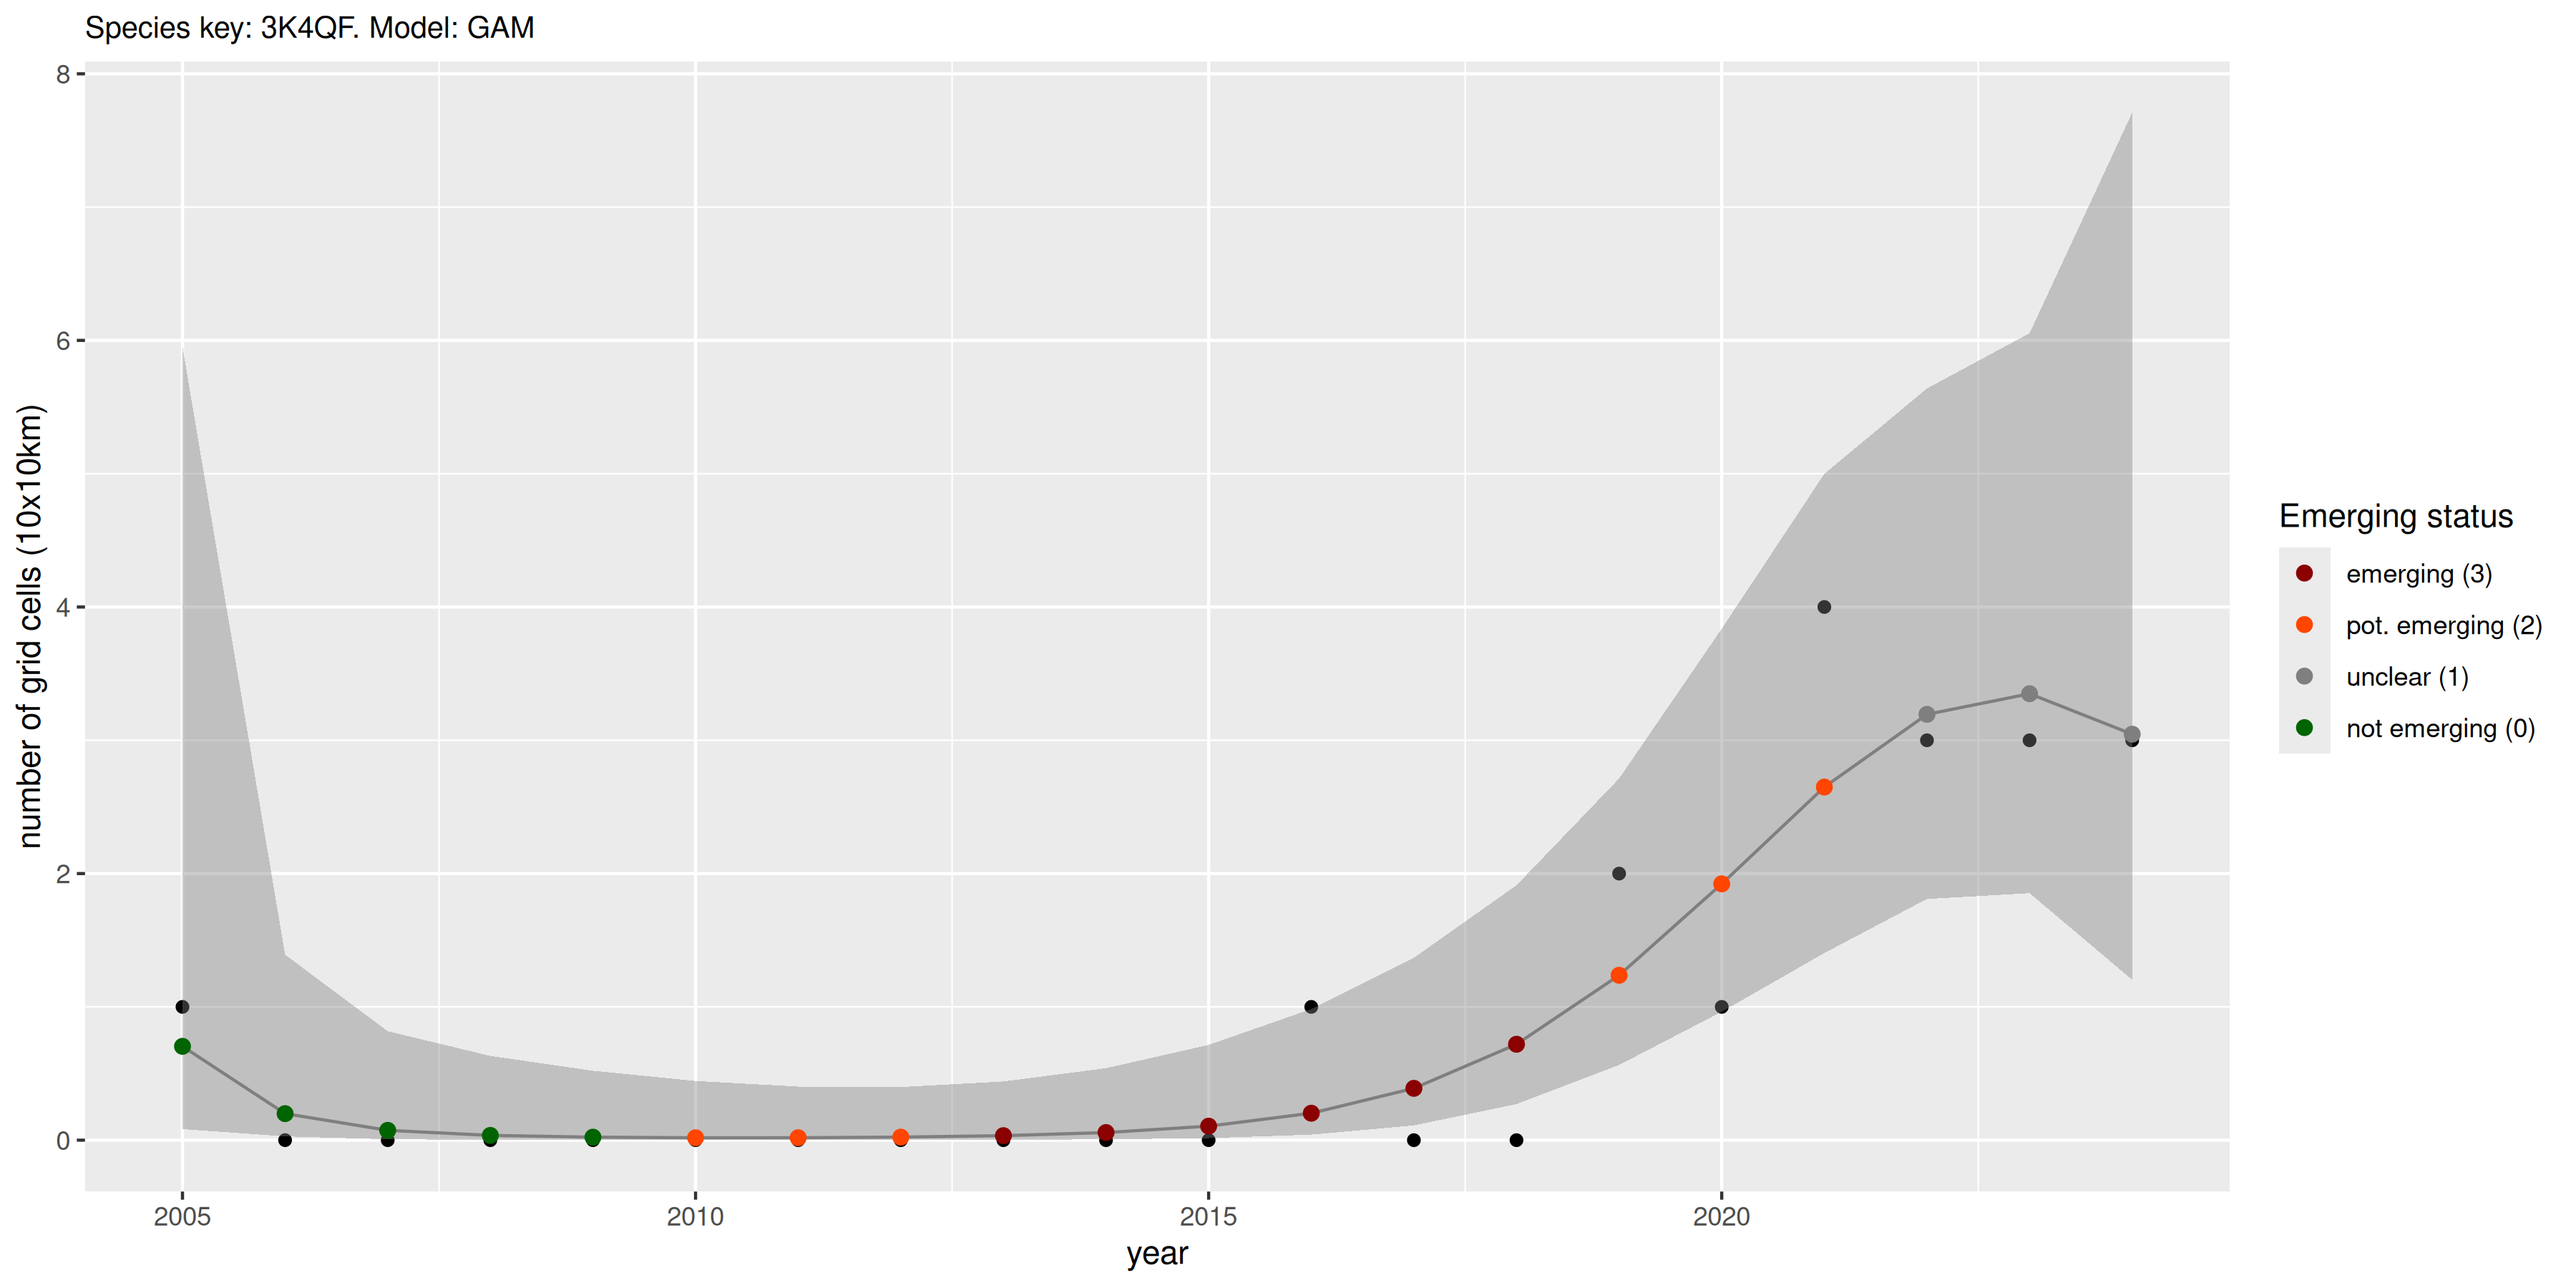 Species key: 3K4QF. Model: GAM
8
6
4
2
0
number of grid cells (10x10km)
2005
2010
2015
2020
year
Emerging status
emerging (3)
pot. emerging (2)
unclear (1)
not emerging (0)